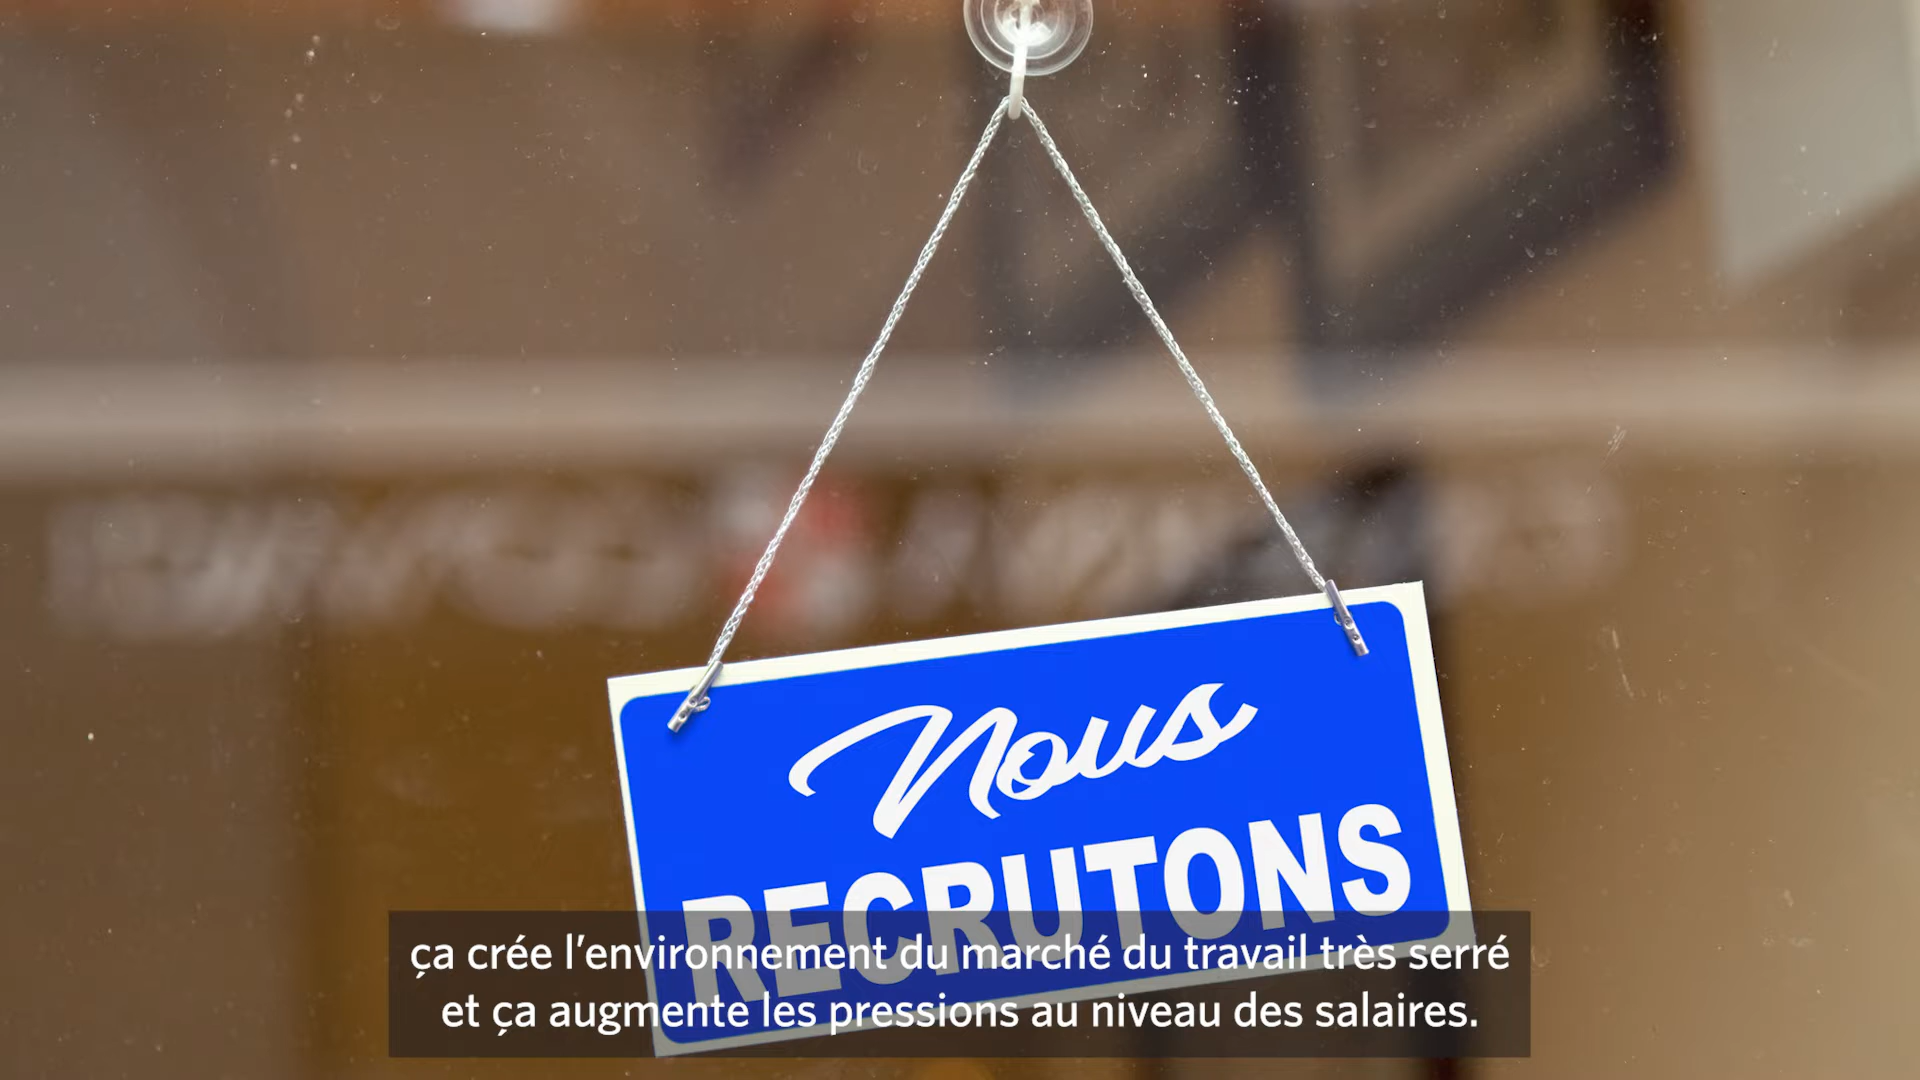 Nous
RECRUTONS
ça crée l’environnement du marché du travail très serré
et ça augmente les pressions au niveau des salaires.